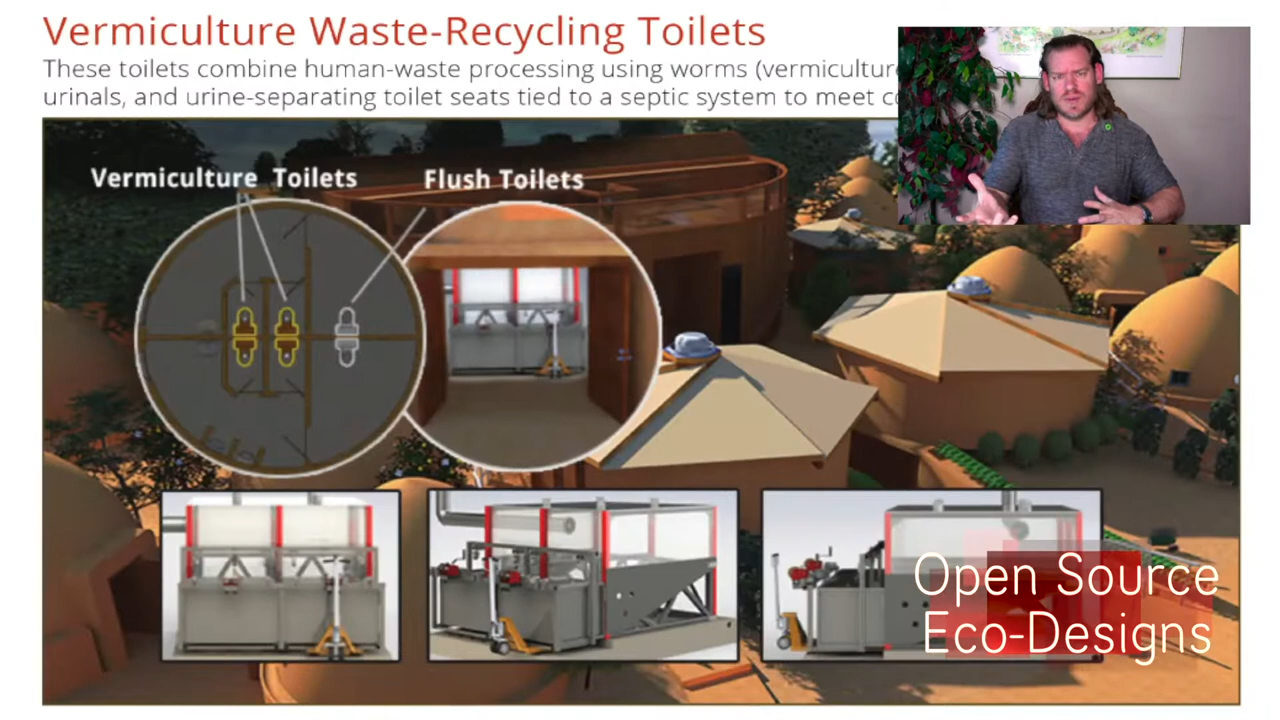 Vermiculture Waste-Recycling Toilets
These toilets combine human-waste processing using worms (vermiculture
urinals, and urine-separating toilet seats tied to a septic system to meet
Vermiculture Toilets
Flush Toilets
Open Source
Eco-Designs